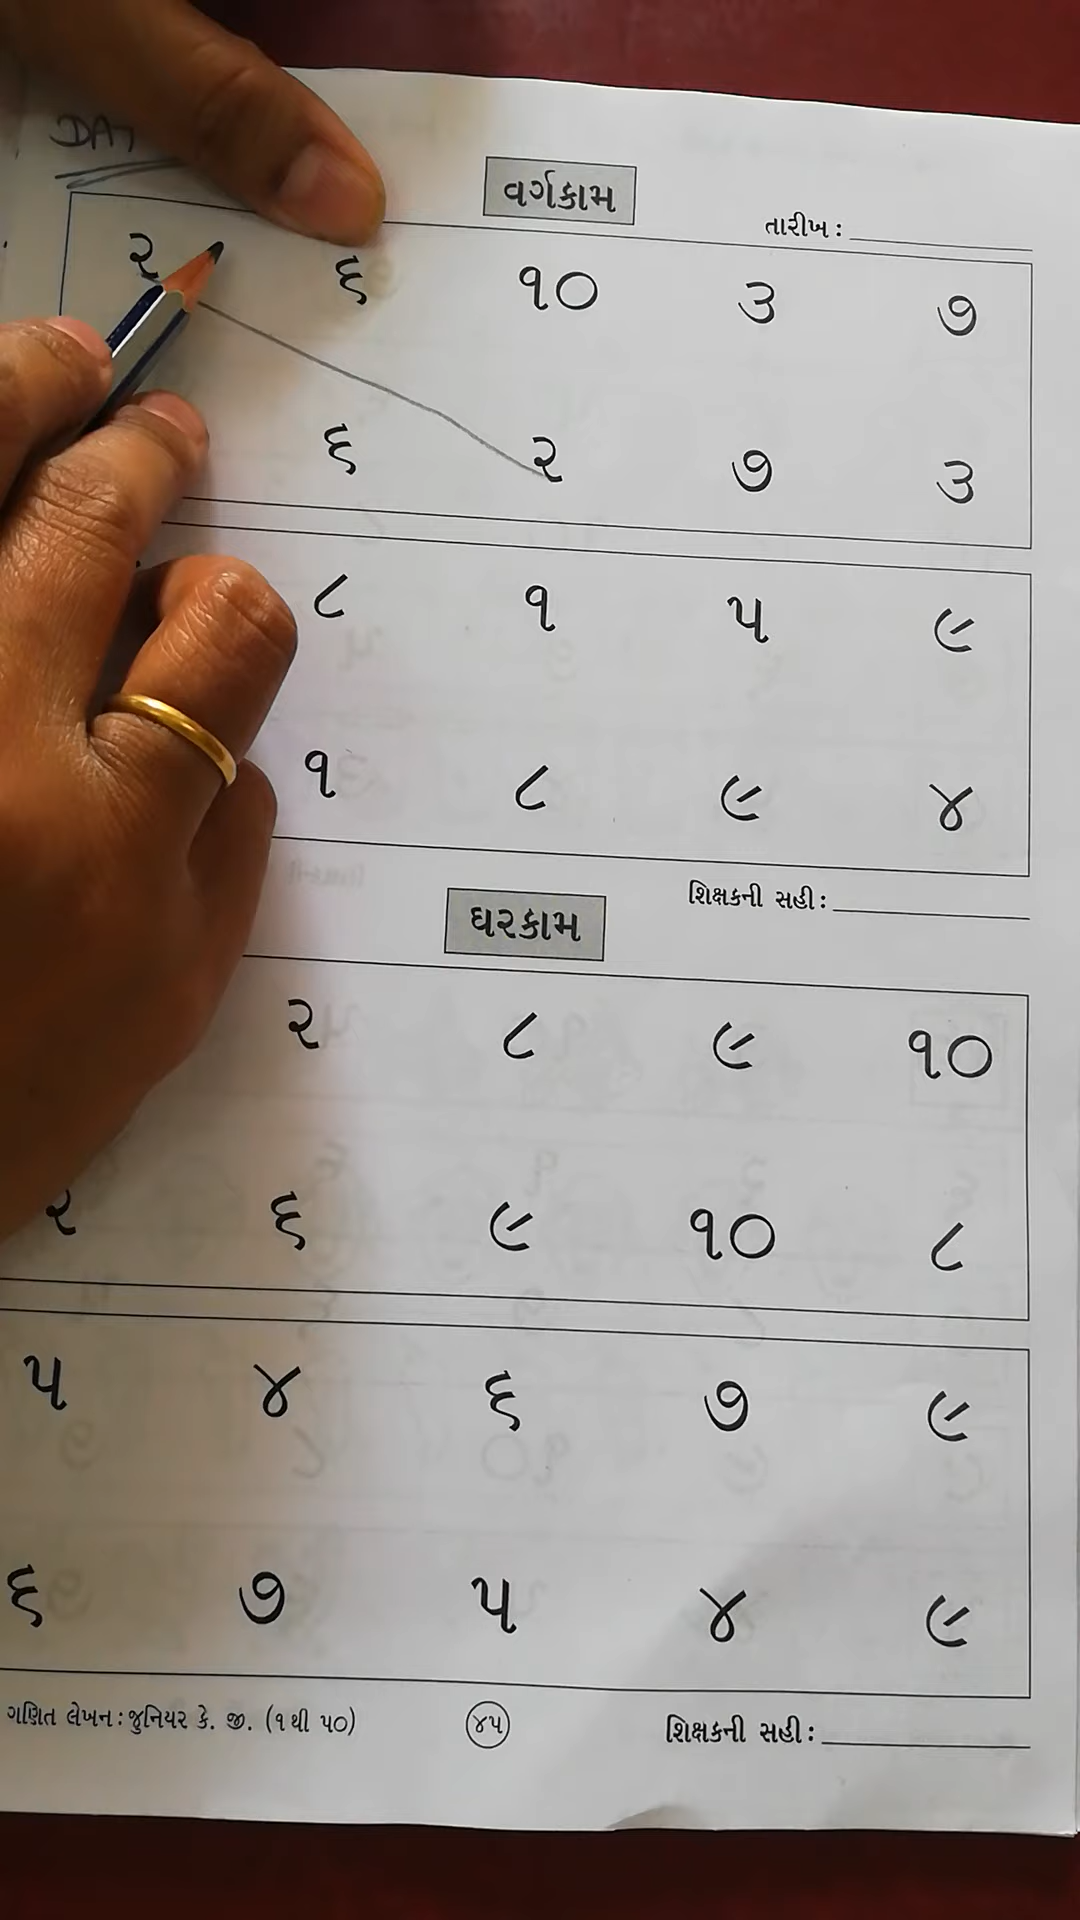 DAT
વર્ગકામ
તારીખ : 
૨ ૬ ૧૦ ૩ ૭
૬ ૨ ૭ ૩
૮ ૧ ૫ ૯
૧ ૮ ૯ ૪
શિક્ષકની સહી :
ઘરકામ
૨ ૮ ૯ ૧૦
૨ ૬ ૯ ૧૦ ૮
૫ ૪ ૬ ૭ ૯
૬ ૭ ૫ ૪ ૯
ગણિત લેખન : જુનિયર કે. જી. (૧ થી ૫૦)
૪૫
શિક્ષકની સહી :